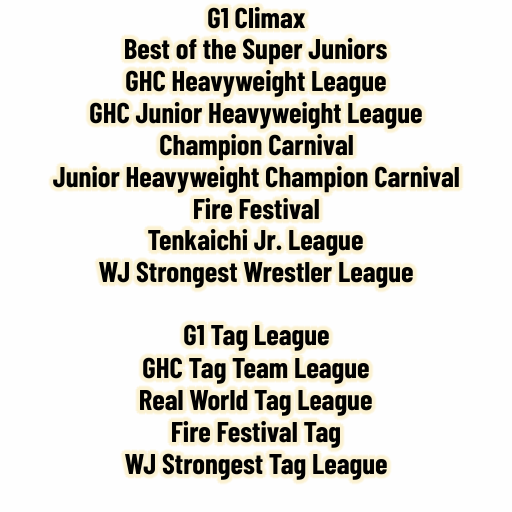 G1 Climax
Best of the Super Juniors
GHC Heavyweight League
GHC Junior Heavyweight League
Champion Carnival
Junior Heavyweight Champion Carnival
Fire Festival
Tenkaichi Jr. League
WJ Strongest Wrestler League
G1 Tag League
GHC Tag Team League
Real World Tag League
Fire Festival Tag
WJ Strongest Tag League